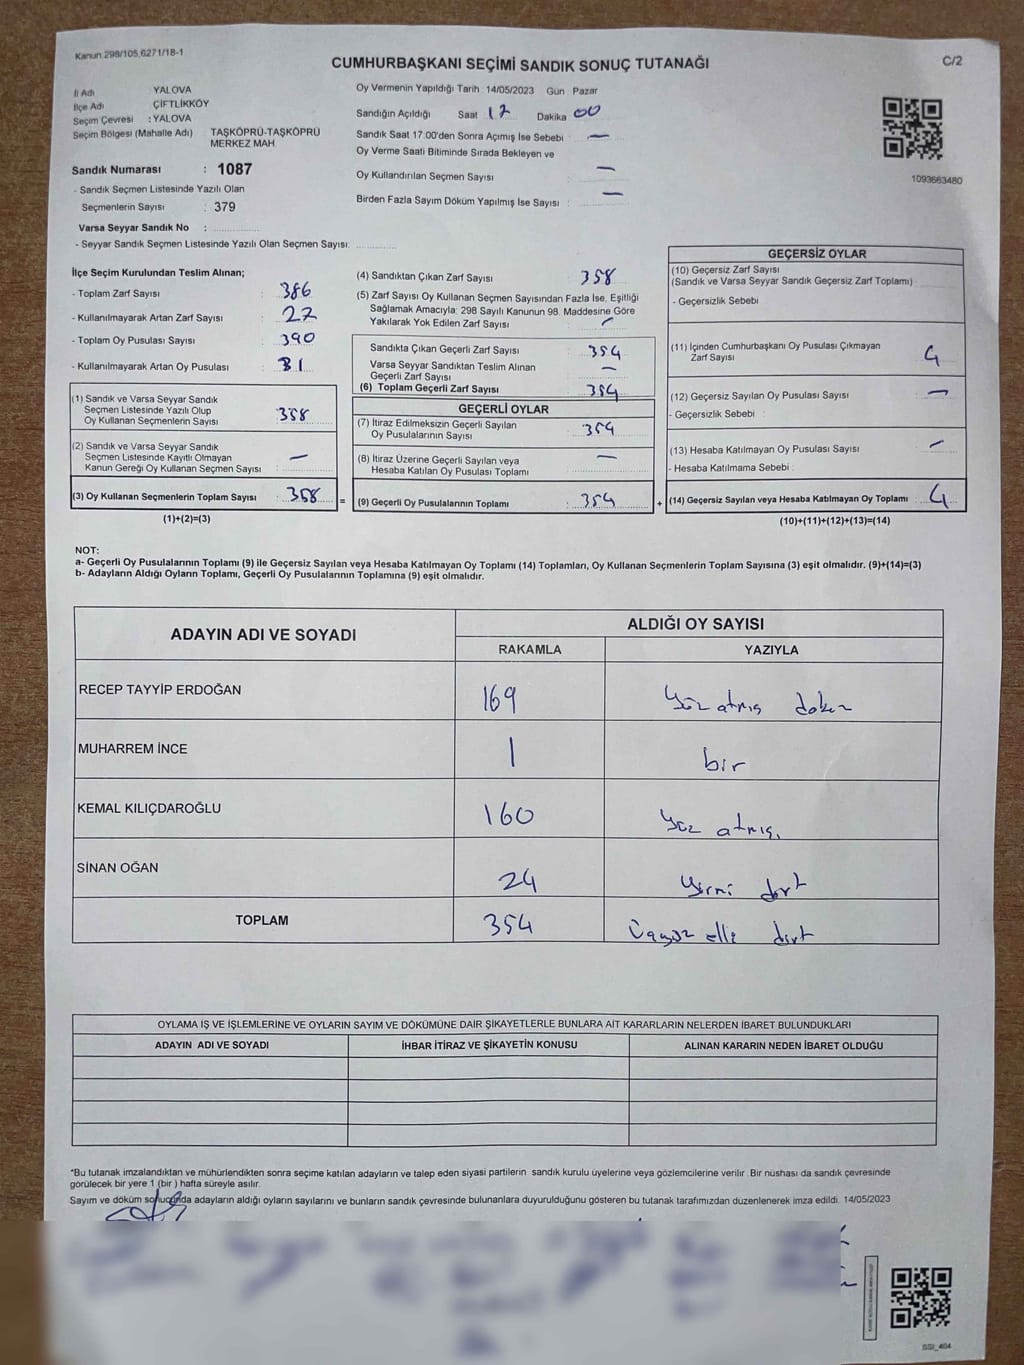 Kanun 298/105,6271/18-1
CUMHURBAŞKANI SEÇİMİ SANDIK SONUÇ TUTANAĞI
C/2
İl Adı YALOVA
İlçe Adı ÇİFTLİKKÖY
Seçim Çevresi : YALOVA
Seçim Bölgesi (Mahalle Adı) TAŞKÖPRÜ-TAŞKÖPRÜ
MERKEZ MAH.
Sandık Numarası : 1087
- Sandık Seçmen Listesinde Yazılı Olan
Seçmenlerin Sayısı : 379
Varsa Seyyar Sandık No :
- Seyyar Sandık Seçmen Listesinde Yazılı Olan Seçmen Sayısı:
Oy Vermenin Yapıldığı Tarih 14/05/2023 Gün Pazar
Sandığın Açıldığı Saat 17 Dakika 00
Sandık Saat 17:00'den Sonra Açımış İse Sebebi : —
Oy Verme Saati Bitiminde Sırada Bekleyen ve
Oy Kullandırılan Seçmen Sayısı —
Birden Fazla Sayım Döküm Yapılmış İse Sayısı : —
1093663480
İlçe Seçim Kurulundan Teslim Alınan;
- Toplam Zarf Sayısı : 386
- Kullanılmayarak Artan Zarf Sayısı : 27
- Toplam Oy Pusulası Sayısı : 390
- Kullanılmayarak Artan Oy Pusulası : 31
(1) Sandık ve Varsa Seyyar Sandık
Seçmen Listesinde Yazılı Olup
Oy Kullanan Seçmenlerin Sayısı 358
(2) Sandık ve Varsa Seyyar Sandık
Seçmen Listesinde Kayıtlı Olmayan
Kanun Gereği Oy Kullanan Seçmen Sayısı : —
(3) Oy Kullanan Seçmenlerin Toplam Sayısı : 358 =
(1)+(2)=(3)
(4) Sandıktan Çıkan Zarf Sayısı 358
(5) Zarf Sayısı Oy Kullanan Seçmen Sayısından Fazla İse, Eşitliği
Sağlamak Amacıyla; 298 Sayılı Kanunun 98. Maddesine Göre
Yakılarak Yok Edilen Zarf Sayısı : —
Sandıkta Çıkan Geçerli Zarf Sayısı : 354
Varsa Seyyar Sandıktan Teslim Alınan
Geçerli Zarf Sayısı : —
(6) Toplam Geçerli Zarf Sayısı : 354
GEÇERLİ OYLAR
(7) İtiraz Edilmeksizin Geçerli Sayılan
Oy Pusulalarının Sayısı : 354
(8) İtiraz Üzerine Geçerli Sayılan veya
Hesaba Katılan Oy Pusulası Toplamı : —
(9) Geçerli Oy Pusulalarının Toplamı : 354 +
GEÇERSİZ OYLAR
(10) Geçersiz Zarf Sayısı
(Sandık ve Varsa Seyyar Sandık Geçersiz Zarf Toplamı)
- Geçersizlik Sebebi
(11) İçinden Cumhurbaşkanı Oy Pusulası Çıkmayan
Zarf Sayısı 4
(12) Geçersiz Sayılan Oy Pusulası Sayısı —
- Geçersizlik Sebebi :
(13) Hesaba Katılmayan Oy Pusulası Sayısı —
- Hesaba Katılmama Sebebi :
(14) Geçersiz Sayılan veya Hesaba Katılmayan Oy Toplamı : 4
(10)+(11)+(12)+(13)=(14)
NOT:
a- Geçerli Oy Pusulalarının Toplamı (9) ile Geçersiz Sayılan veya Hesaba Katılmayan Oy Toplamı (14) Toplamları, Oy Kullanan Seçmenlerin Toplam Sayısına (3) eşit olmalıdır. (9)+(14)=(3)
b- Adayların Aldığı Oyların Toplamı, Geçerli Oy Pusulalarının Toplamına (9) eşit olmalıdır.
ADAYIN ADI VE SOYADI ALDIĞI OY SAYISI
RAKAMLA YAZIYLA
RECEP TAYYİP ERDOĞAN 169 Yüz atmış dokuz
MUHARREM İNCE 1 bir
KEMAL KILIÇDAROĞLU 160 Yüz atmış.
SİNAN OĞAN 24 Yirmi dört
TOPLAM 354 Üçyüz elli dört
OYLAMA İŞ VE İŞLEMLERİNE VE OYLARIN SAYIM VE DÖKÜMÜNE DAİR ŞİKAYETLERLE BUNLARA AİT KARARLARIN NELERDEN İBARET BULUNDUKLARI
ADAYIN ADI VE SOYADI İHBAR İTİRAZ VE ŞİKAYETİN KONUSU ALINAN KARARIN NEDEN İBARET OLDUĞU
*Bu tutanak imzalandıktan ve mühürlendikten sonra seçime katılan adayların ve talep eden siyasi partilerin sandık kurulu üyelerine veya gözlemcilerine verilir. Bir nüshası da sandık çevresinde
görülecek bir yere 1 (bir ) hafta süreyle asılır.
Sayım ve döküm sonucunda adayların aldığı oyların sayılarını ve bunların sandık çevresinde bulunanlara duyurulduğunu gösteren bu tutanak tarafımızdan düzenlenerek imza edildi. 14/05/2023